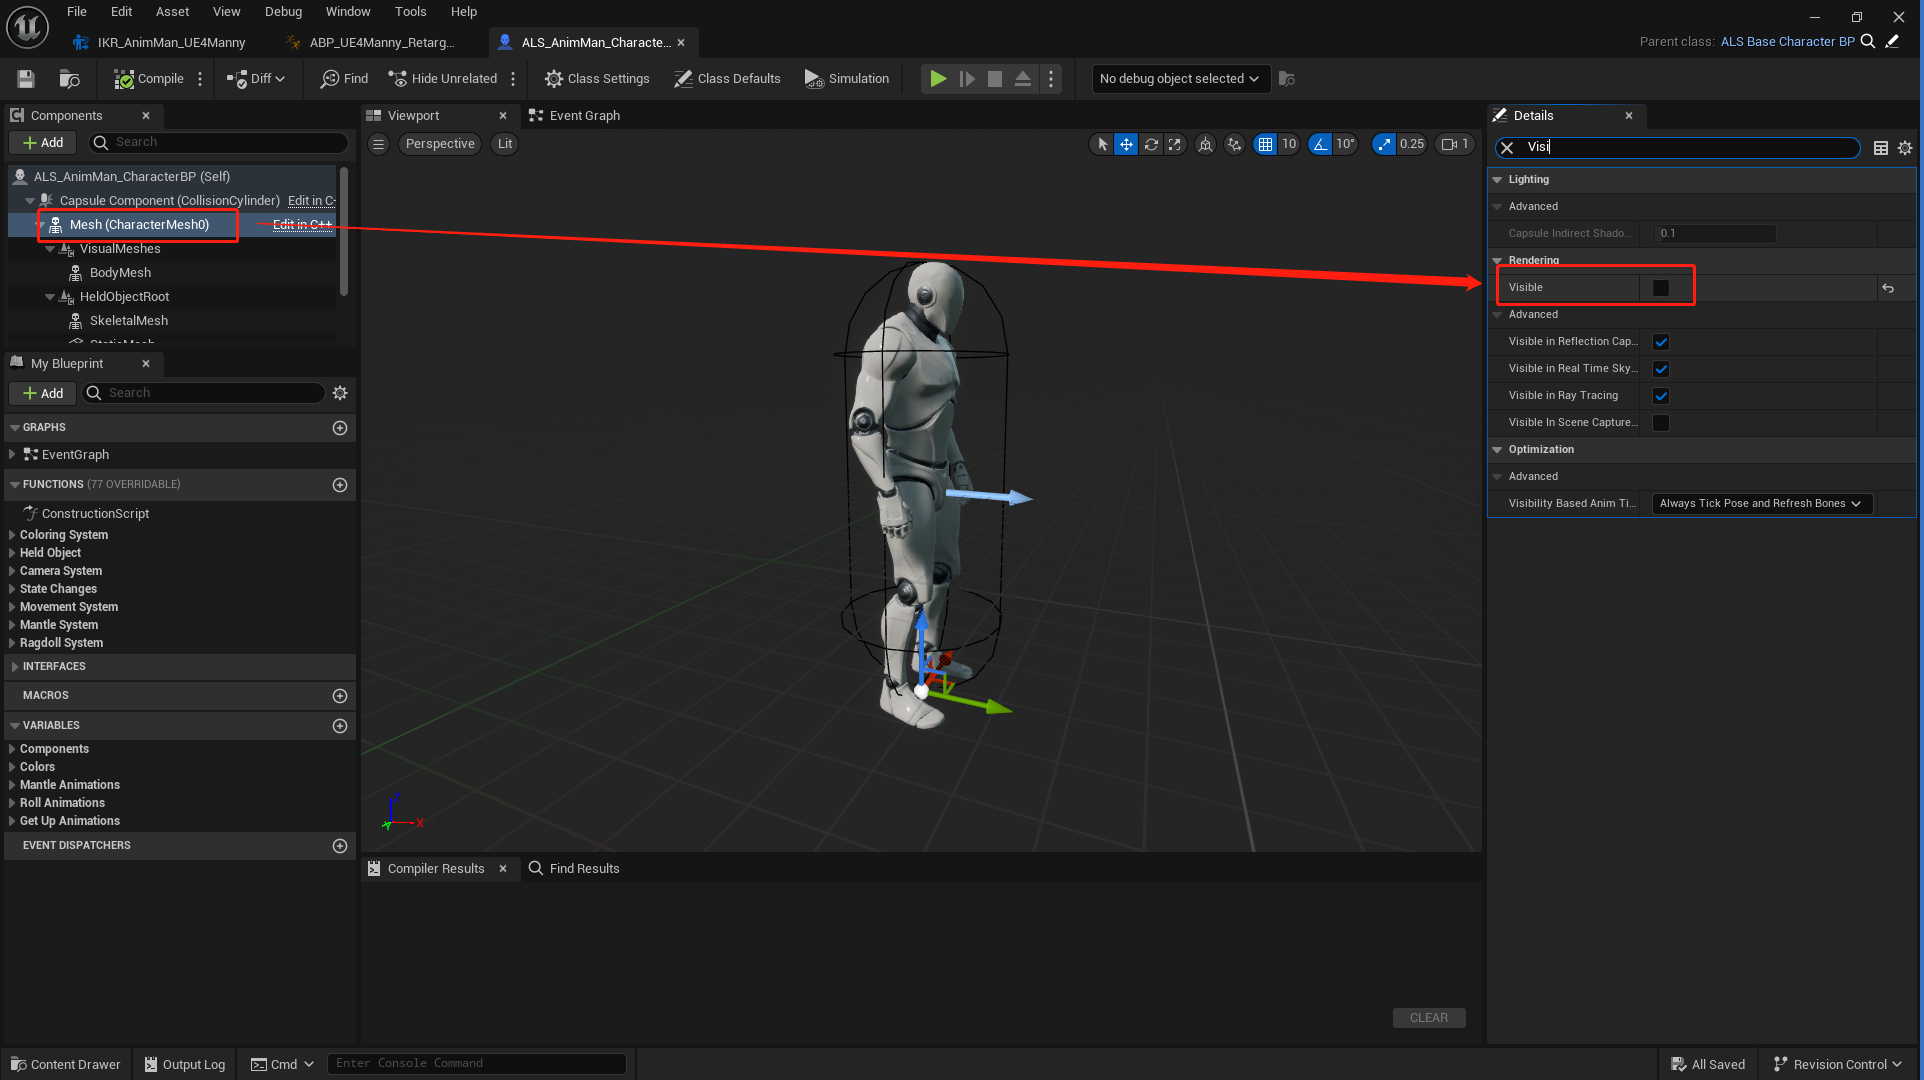 File Edit Asset View Debug Window Tools Help
IKR_AnimMan_UE4Manny
ABP_UE4Manny_Retarg...
ALS_AnimMan_Characte...
Parent class: ALS Base Character BP
Compile
Diff
Find
Hide Unrelated
Class Settings
Class Defaults
Simulation
No debug object selected
Components
Add
Search
ALS_AnimMan_CharacterBP (Self)
Capsule Component (CollisionCylinder) Edit in C+
Mesh (CharacterMesh0) Edit in C++
VisualMeshes
BodyMesh
HeldObjectRoot
SkeletalMesh
StaticMesh
My Blueprint
Add
Search
GRAPHS
EventGraph
FUNCTIONS (77 OVERRIDABLE)
ConstructionScript
Coloring System
Held Object
Camera System
State Changes
Movement System
Mantle System
Ragdoll System
INTERFACES
MACROS
VARIABLES
Components
Colors
Mantle Animations
Roll Animations
Get Up Animations
EVENT DISPATCHERS
Viewport
Event Graph
Perspective
Lit
10
10°
0.25
1
Z
X
Y
Compiler Results
Find Results
CLEAR
Details
Visi
Lighting
Advanced
Capsule Indirect Shado... 0.1
Rendering
Visible
Advanced
Visible in Reflection Cap...
Visible in Real Time Sky...
Visible in Ray Tracing
Visible In Scene Capture...
Optimization
Advanced
Visibility Based Anim Ti... Always Tick Pose and Refresh Bones
Content Drawer
Output Log
Cmd
Enter Console Command
All Saved
Revision Control